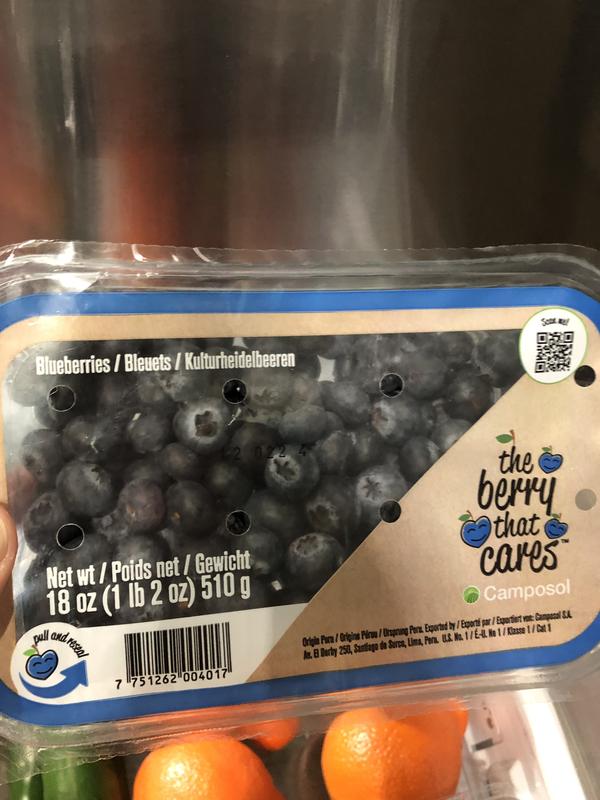 Scan me!
Blueberries / Bleuets / Kulturheidelbeeren
2 022 4
the
berry
that
cares™
Camposol
Net wt / Poids net / Gewicht
18 oz (1 lb 2 oz) 510 g
pull and reseal
7 751262 004017
Origin Peru / Origine Pérou / Ursprung Peru. Exported by / Exporté par / Exportiert von: Camposol S.A.
Av. El Derby 250, Santiago de Surco, Lima, Peru. U.S. No. 1 / É.-U. No 1 / Klasse 1 / Cat 1